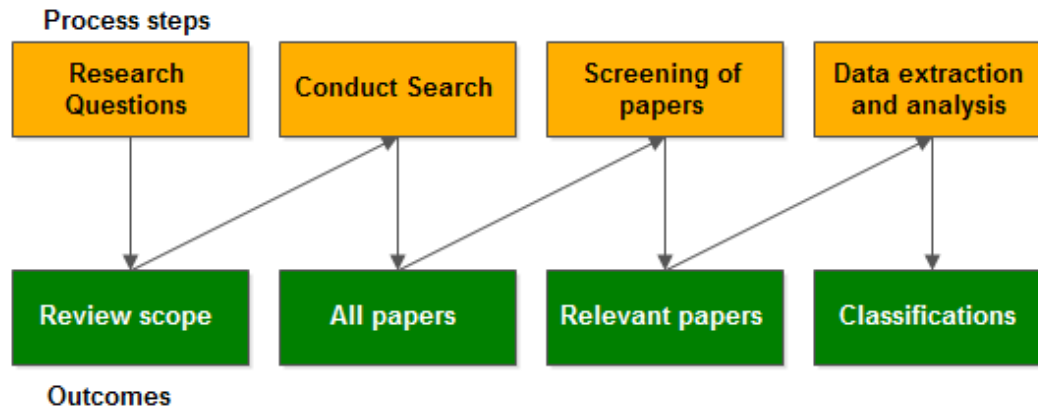 Process steps
Research
Questions
Conduct Search
Screening of
papers
Data extraction
and analysis
Review scope
All papers
Relevant papers
Classifications
Outcomes